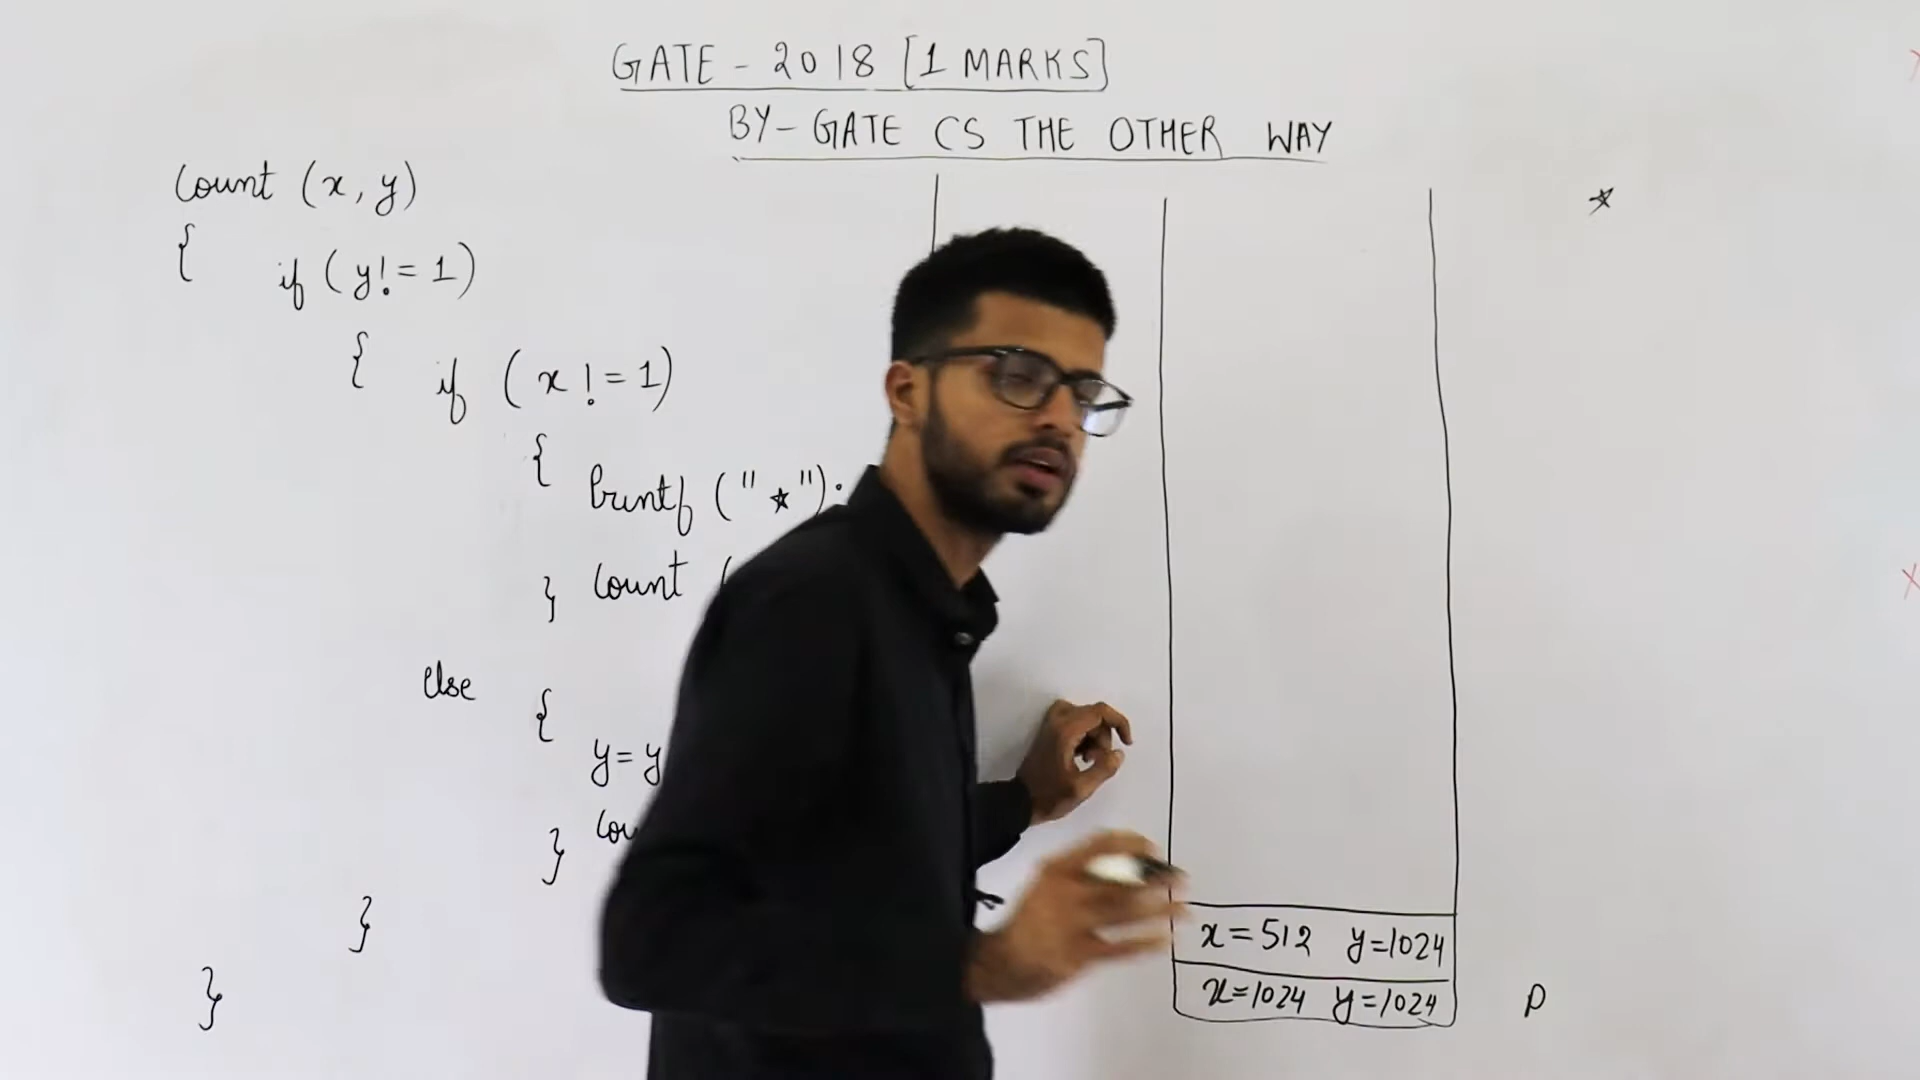 GATE - 2018 [1 MARKS]
BY- GATE CS THE OTHER WAY
Count (x, y)
{ if (y! = 1)
{ if (x ! = 1)
{ printf ("*");
} Count (
Else {
y= y
} Cou
}
}
*
x = 512 y=1024
x=1024 y=1024
P